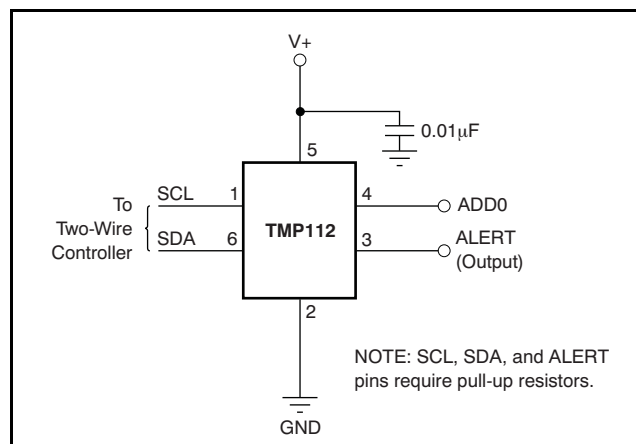 V+
0.01μF
5
To
Two-Wire
Controller
SCL
1
SDA
6
TMP112
4
ADD0
3
ALERT
(Output)
2
NOTE: SCL, SDA, and ALERT
pins require pull-up resistors.
GND